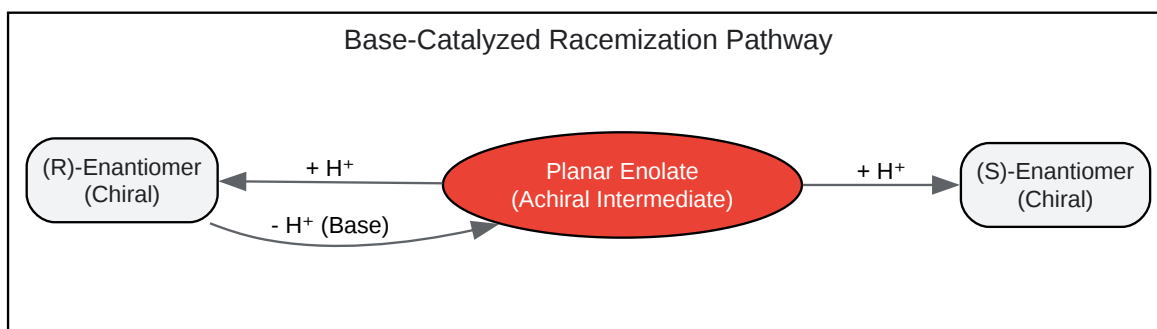 Base-Catalyzed Racemization Pathway
(R)-Enantiomer
(Chiral)
+ H⁺
- H⁺ (Base)
Planar Enolate
(Achiral Intermediate)
+ H⁺
(S)-Enantiomer
(Chiral)